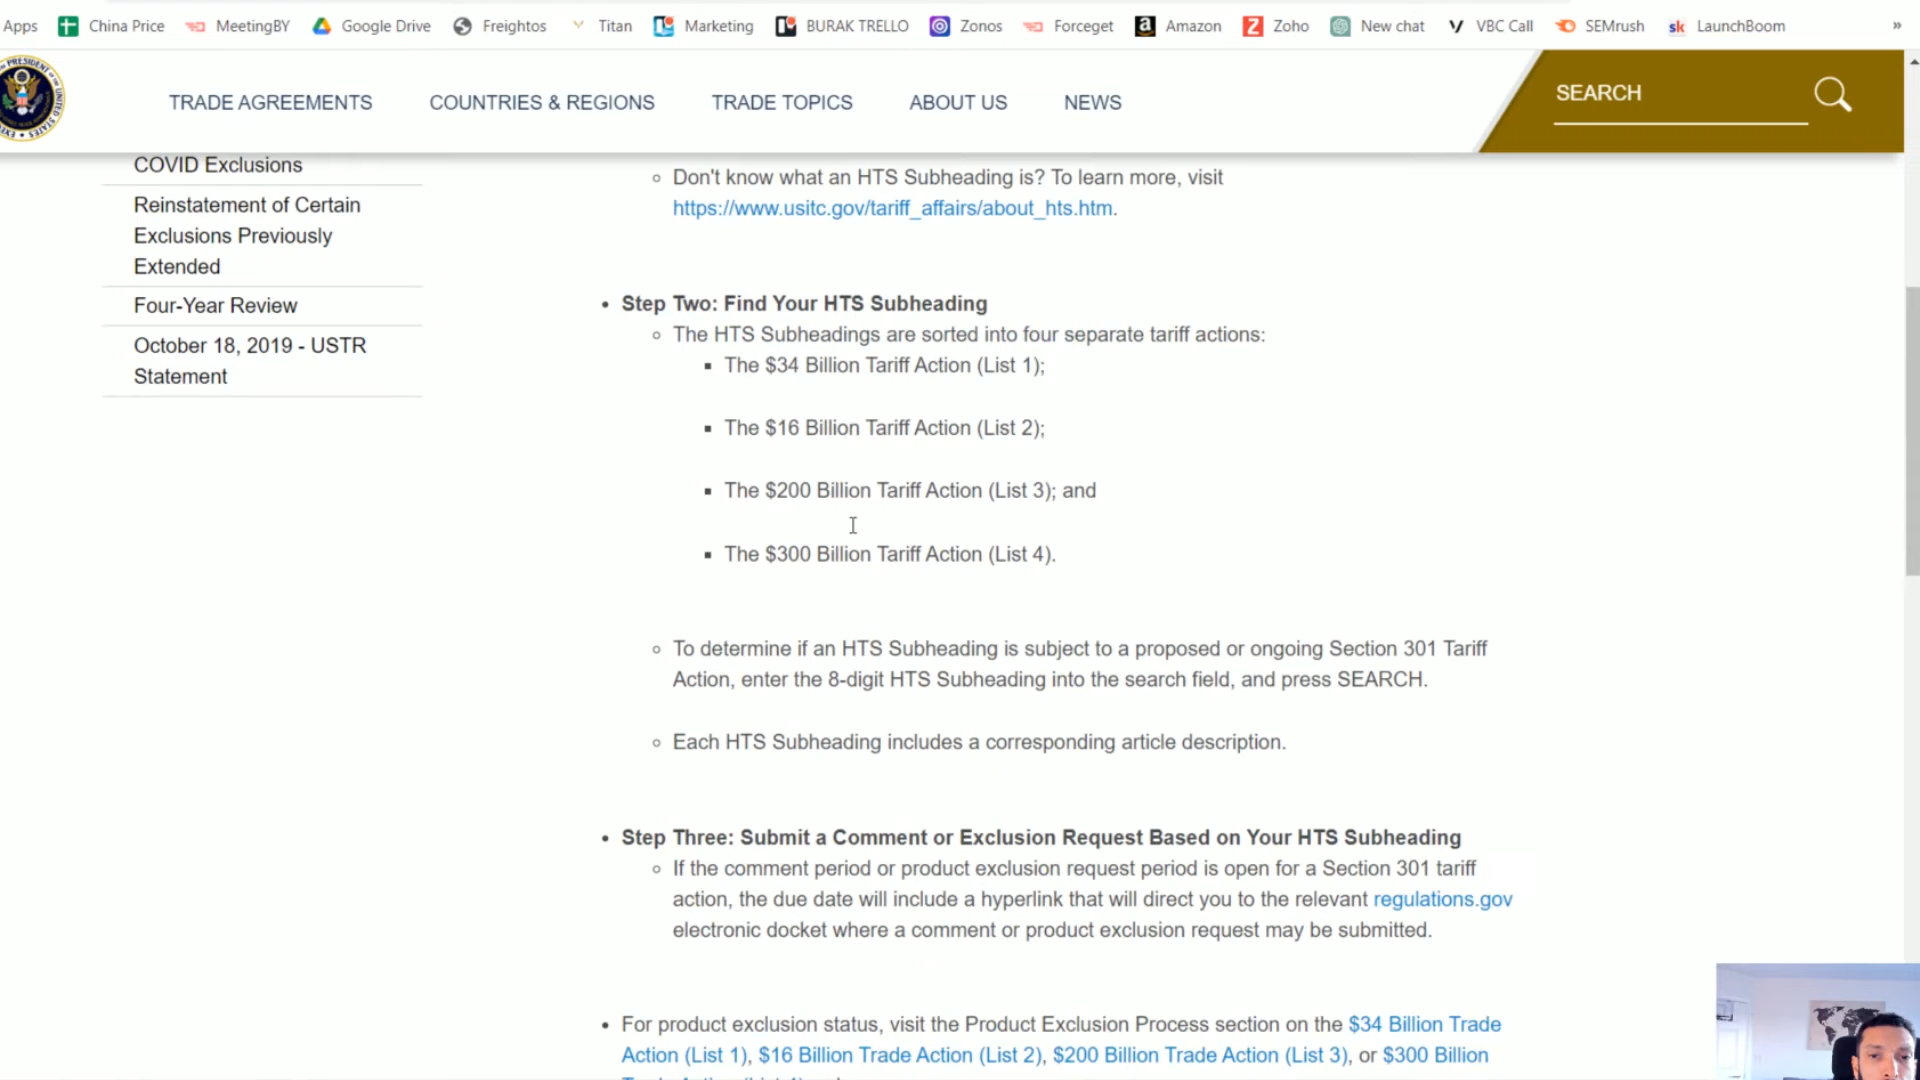 Apps China Price MeetingBY Google Drive Freightos Titan Marketing BURAK TRELLO Zonos Forceget Amazon Zoho New chat VBC Call SEMrush sk LaunchBoom »
TRADE AGREEMENTS COUNTRIES & REGIONS TRADE TOPICS ABOUT US NEWS SEARCH
COVID Exclusions
Reinstatement of Certain
Exclusions Previously
Extended
Four-Year Review
October 18, 2019 - USTR
Statement
Don't know what an HTS Subheading is? To learn more, visit
https://www.usitc.gov/tariff_affairs/about_hts.htm.
Step Two: Find Your HTS Subheading
The HTS Subheadings are sorted into four separate tariff actions:
The $34 Billion Tariff Action (List 1);
The $16 Billion Tariff Action (List 2);
The $200 Billion Tariff Action (List 3); and
The $300 Billion Tariff Action (List 4).
To determine if an HTS Subheading is subject to a proposed or ongoing Section 301 Tariff
Action, enter the 8-digit HTS Subheading into the search field, and press SEARCH.
Each HTS Subheading includes a corresponding article description.
Step Three: Submit a Comment or Exclusion Request Based on Your HTS Subheading
If the comment period or product exclusion request period is open for a Section 301 tariff
action, the due date will include a hyperlink that will direct you to the relevant regulations.gov
electronic docket where a comment or product exclusion request may be submitted.
For product exclusion status, visit the Product Exclusion Process section on the $34 Billion Trade
Action (List 1), $16 Billion Trade Action (List 2), $200 Billion Trade Action (List 3), or $300 Billion